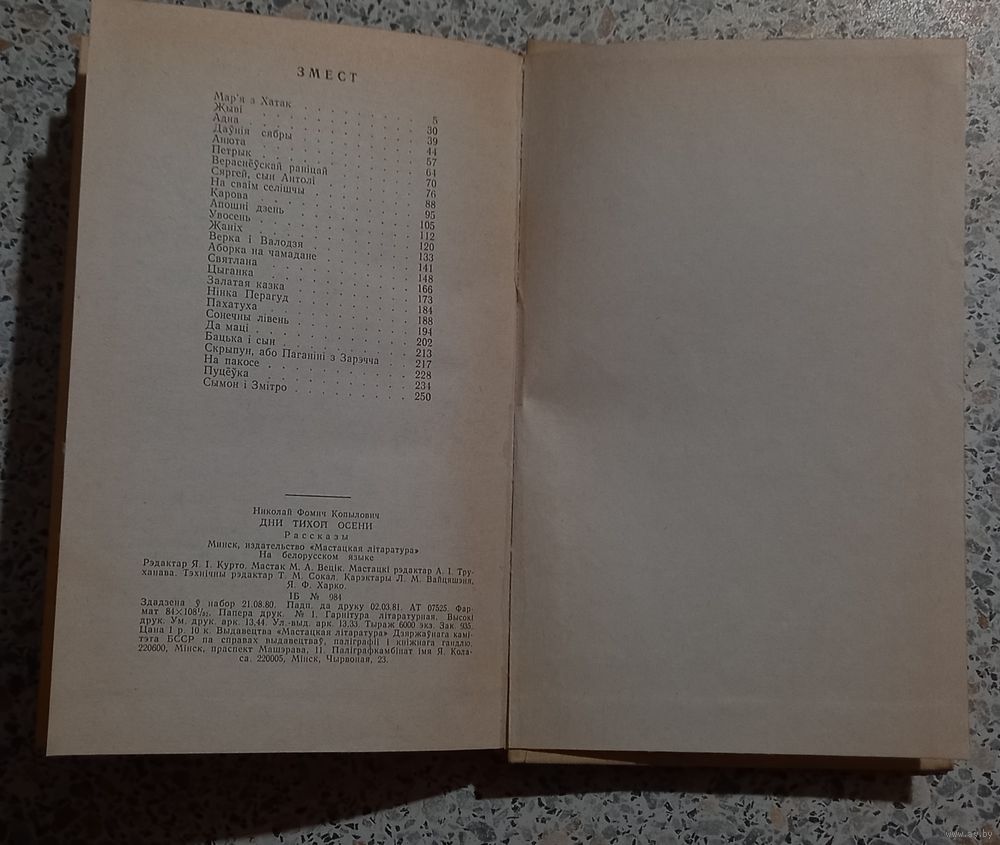 ЗМЕСТ
Мар'я з Хатак . . . . . . . . 5
Жыві . . . . . . . . 30
Адна . . . . . . . . 39
Даўнія сябры . . . . . . . . 44
Анюта . . . . . . . . 57
Петрык . . . . . . . . 64
Вераснёўскай раніцай . . . . . . . . 70
Сяргей, сын Антолі . . . . . . . . 76
На сваім селішчы . . . . . . . . 88
Карова . . . . . . . . 95
Апошні дзень . . . . . . . . 105
Увосень . . . . . . . . 112
Жаніх . . . . . . . . 120
Верка і Валодзя . . . . . . . . 133
Аборка на чамадане . . . . . . . . 141
Святлана . . . . . . . . 148
Цыганка . . . . . . . . 166
Залатая казка . . . . . . . . 173
Нінка Перагуд . . . . . . . . 184
Пахатуха . . . . . . . . 188
Сонечны лівень . . . . . . . . 194
Да маці . . . . . . . . 202
Бацька і сын . . . . . . . . 213
Скрыпун, або Паганіні з Зарэчча . . 217
На пакосе . . . . . . . . 228
Пуцёўка . . . . . . . . 234
Сымон і Змітро . . . . . . . . 250
Николай Фомич Копылович
ДНИ ТИХОЙ ОСЕНИ
Рассказы
Минск, издательство «Мастацкая літаратура»
На белорусском языке
Рэдактар Я. І. Курто. Мастак М. А. Вецік. Мастацкі рэдактар А. І. Тру-
ханава. Тэхнічны рэдактар Т. М. Сокал. Карэктары Л. М. Вайцяшэня,
Я. Ф. Харко.
ІБ № 984
Здадзена ў набор 21.08.80. Падп. да друку 02.03.81. АТ 07525. Фар-
мат 84×108¹/₃₂. Папера друк. № 1. Гарнітура літаратурная. Высокі
друк. Ум. друк. арк. 13,44. Ул.-выд. арк. 13,33. Тыраж 6000 экз. Зак. 935.
Цана 1 р. 10 к. Выдавецтва «Мастацкая літаратура» Дзяржаўнага камі-
тэта БССР па справах выдавецтваў, паліграфіі і кніжнага гандлю.
220600, Мінск, праспект Машэрава, 11. Паліграфкамбінат імя Я. Кола-
са. 220005, Мінск, Чырвоная, 23.
www.ay.by